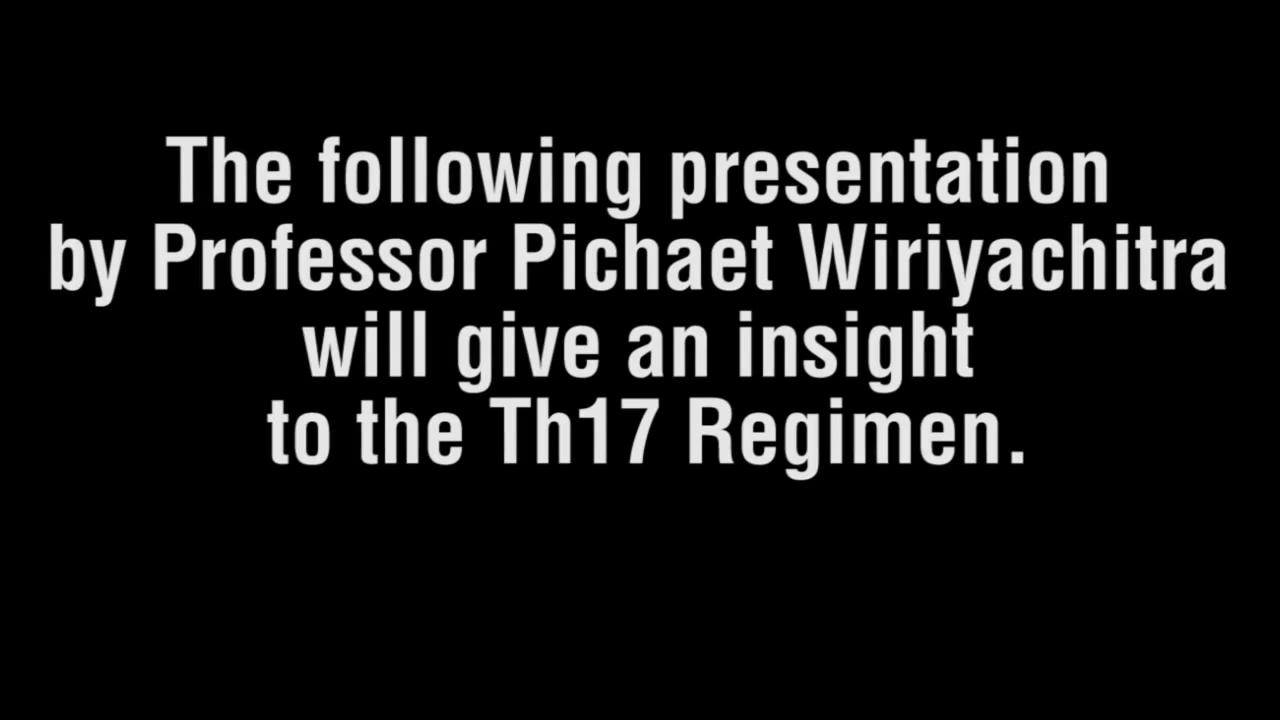 The following presentation
by Professor Pichaet Wiriyachitra
will give an insight
to the Th17 Regimen.